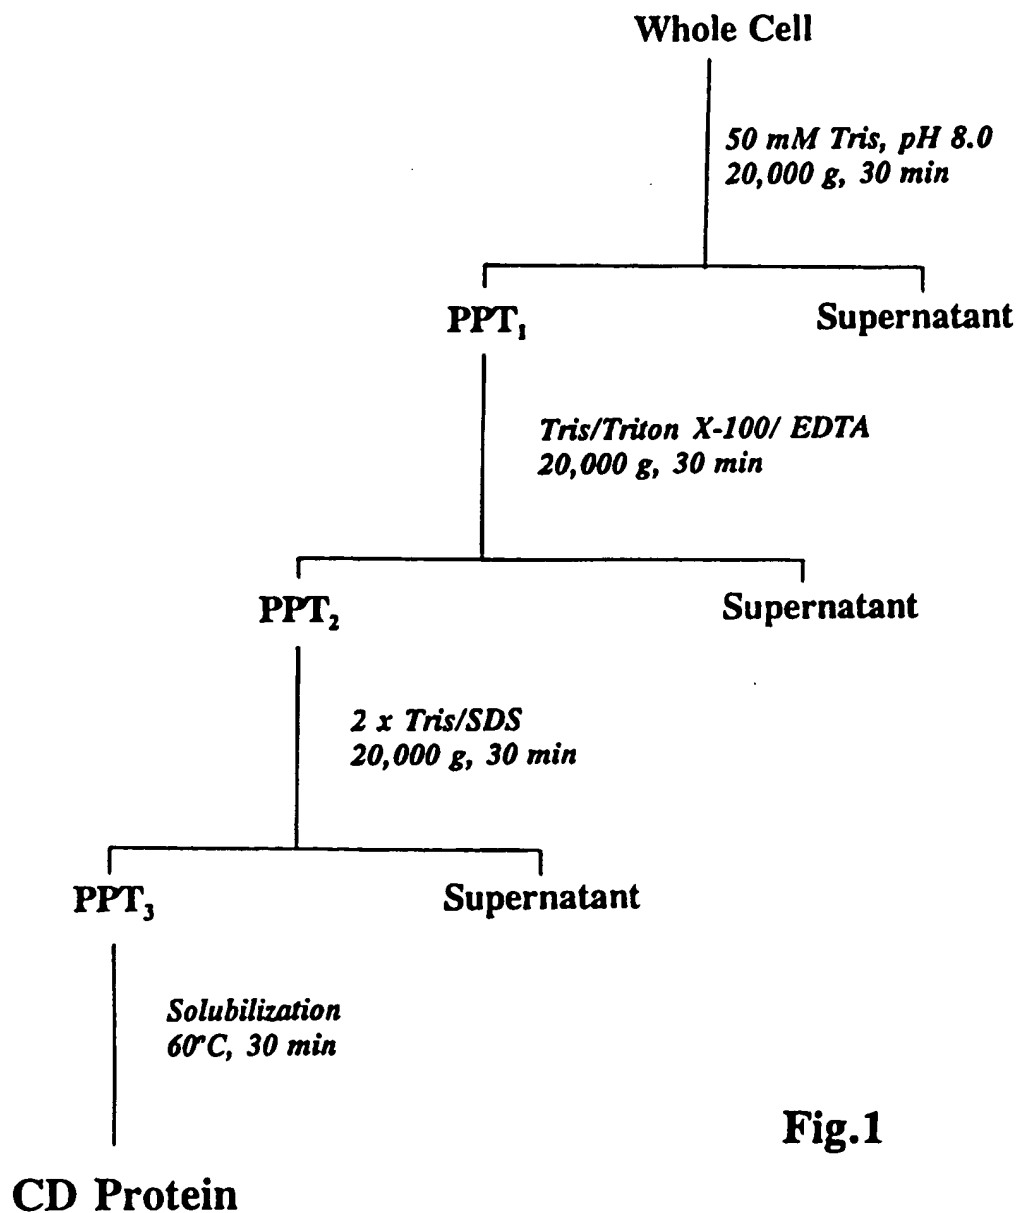 Whole Cell
50 mM Tris, pH 8.0
20,000 g, 30 min
PPT₁
Supernatant
Tris/Triton X-100/ EDTA
20,000 g, 30 min
PPT₂
Supernatant
2 x Tris/SDS
20,000 g, 30 min
PPT₃
Supernatant
Solubilization
60°C, 30 min
Fig.1
CD Protein